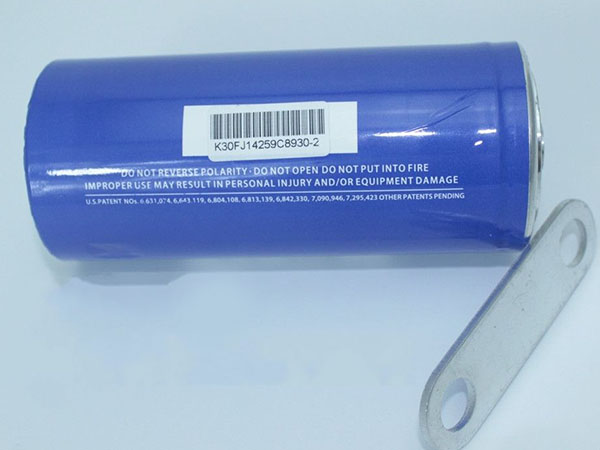 K30FJ14259C8930-2
DO NOT REVERSE POLARITY · DO NOT OPEN DO NOT PUT INTO FIRE
IMPROPER USE MAY RESULT IN PERSONAL INJURY AND/OR EQUIPMENT DAMAGE
U.S.PATENT NOs. 6,631,074, 6,643,119, 6,804,108, 6,813,139, 6,842,330, 7,090,946, 7,295,423 OTHER PATENTS PENDING